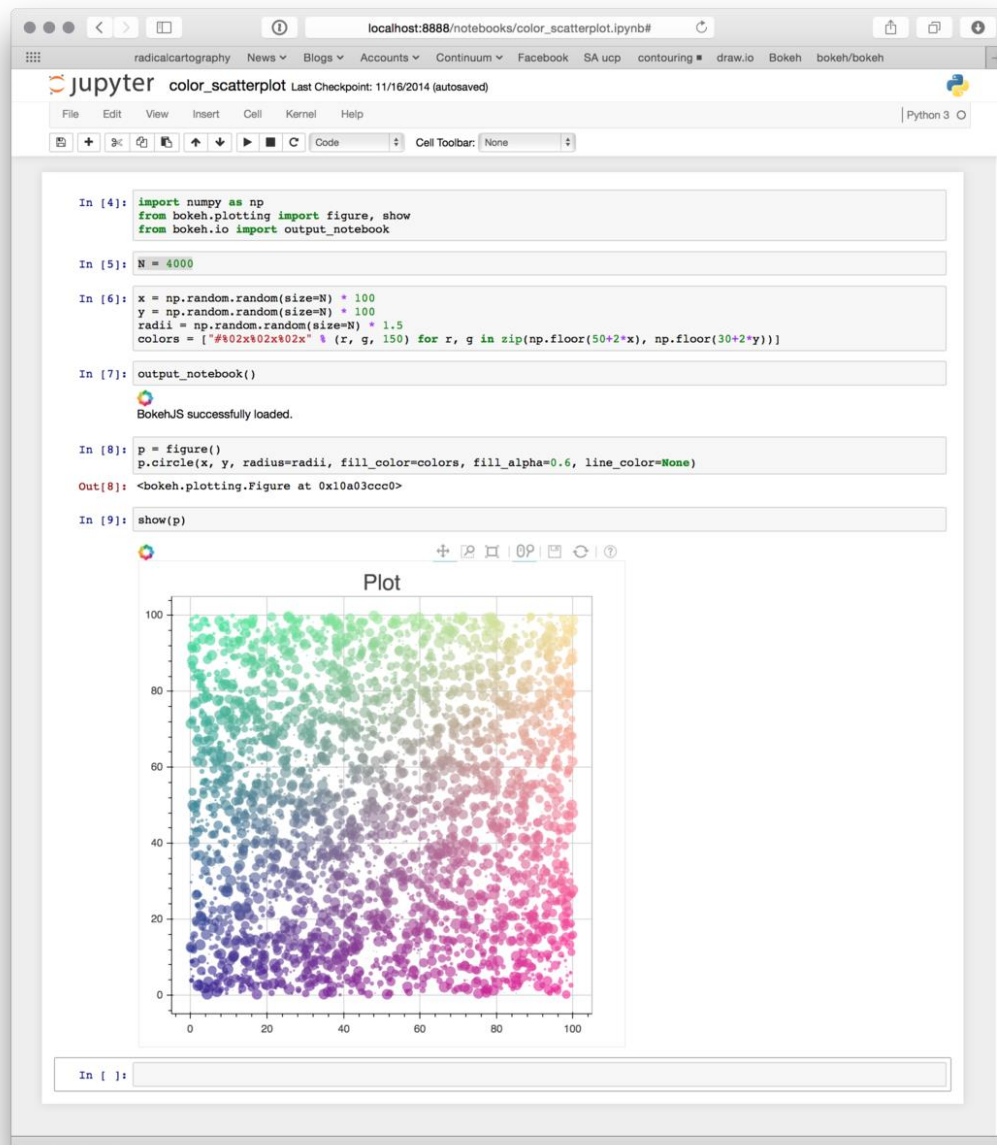 localhost:8888/notebooks/color_scatterplot.ipynb#
radicalcartography News Blogs Accounts Continuum Facebook SA ucp contouring draw.io Bokeh bokeh/bokeh
jupyter color_scatterplot Last Checkpoint: 11/16/2014 (autosaved)
File Edit View Insert Cell Kernel Help Python 3
Code Cell Toolbar: None
In [4]: import numpy as np
from bokeh.plotting import figure, show
from bokeh.io import output_notebook
In [5]: N = 4000
In [6]: x = np.random.random(size=N) * 100
y = np.random.random(size=N) * 100
radii = np.random.random(size=N) * 1.5
colors = ["#%02x%02x%02x" % (r, g, 150) for r, g in zip(np.floor(50+2*x), np.floor(30+2*y))]
In [7]: output_notebook()
BokehJS successfully loaded.
In [8]: p = figure()
p.circle(x, y, radius=radii, fill_color=colors, fill_alpha=0.6, line_color=None)
Out[8]: <bokeh.plotting.Figure at 0x10a03ccc0>
In [9]: show(p)
Plot
100
80
60
40
20
0
0 20 40 60 80 100
In [ ]: